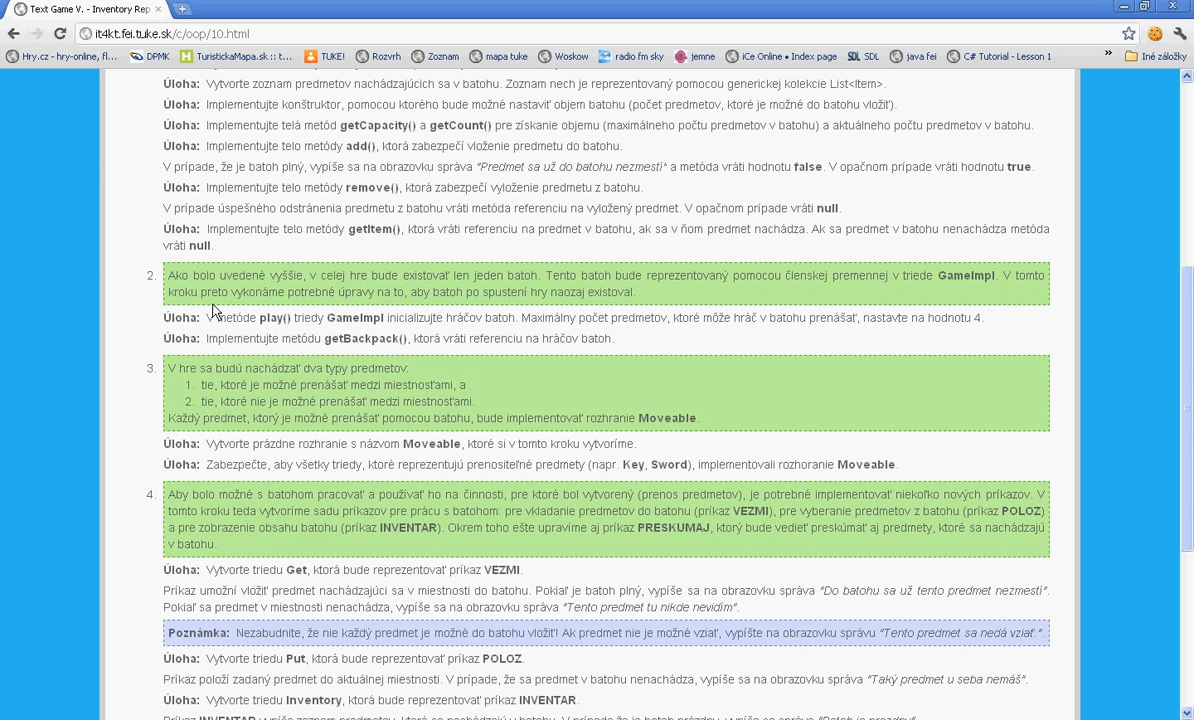 Text Game V. - Inventory Rep
it4kt.fei.tuke.sk/c/oop/10.html
Hry.cz - hry-online, fl... DPMK TuristickaMapa.sk :: t... TUKE! Rozvrh Zoznam mapa tuke Woskow radio fm sky jemne iCe Online • Index page SDL java fei C# Tutorial - Lesson 1 » Iné záložky
Úloha: Vytvorte zoznam predmetov nachádzajúcich sa v batohu. Zoznam nech je reprezentovaný pomocou generickej kolekcie List<Item>.
Úloha: Implementujte konštruktor, pomocou ktorého bude možné nastaviť objem batohu (počet predmetov, ktoré je možné do batohu vložiť).
Úloha: Implementujte telá metód getCapacity() a getCount() pre získanie objemu (maximálneho počtu predmetov v batohu) a aktuálneho počtu predmetov v batohu.
Úloha: Implementujte telo metódy add(), ktorá zabezpečí vloženie predmetu do batohu.
V prípade, že je batoh plný, vypíše sa na obrazovku správa "Predmet sa už do batohu nezmestí" a metóda vráti hodnotu false. V opačnom prípade vráti hodnotu true.
Úloha: Implementujte telo metódy remove(), ktorá zabezpečí vyloženie predmetu z batohu.
V prípade úspešného odstránenia predmetu z batohu vráti metóda referenciu na vyložený predmet. V opačnom prípade vráti null.
Úloha: Implementujte telo metódy getItem(), ktorá vráti referenciu na predmet v batohu, ak sa v ňom predmet nachádza. Ak sa predmet v batohu nenachádza metóda
vráti null.
2. Ako bolo uvedené vyššie, v celej hre bude existovať len jeden batoh. Tento batoh bude reprezentovaný pomocou členskej premennej v triede GameImpl. V tomto
kroku preto vykonáme potrebné úpravy na to, aby batoh po spustení hry naozaj existoval.
Úloha: V metóde play() triedy GameImpl inicializujte hráčov batoh. Maximálny počet predmetov, ktoré môže hráč v batohu prenášať, nastavte na hodnotu 4.
Úloha: Implementujte metódu getBackpack(), ktorá vráti referenciu na hráčov batoh.
3. V hre sa budú nachádzať dva typy predmetov:
1. tie, ktoré je možné prenášať medzi miestnosťami, a
2. tie, ktoré nie je možné prenášať medzi miestnosťami.
Každý predmet, ktorý je možné prenášať pomocou batohu, bude implementovať rozhranie Moveable.
Úloha: Vytvorte prázdne rozhranie s názvom Moveable, ktoré si v tomto kroku vytvoríme.
Úloha: Zabezpečte, aby všetky triedy, ktoré reprezentujú prenositeľné predmety (napr. Key, Sword), implementovali rozhoranie Moveable.
4. Aby bolo možné s batohom pracovať a používať ho na činnosti, pre ktoré bol vytvorený (prenos predmetov), je potrebné implementovať niekoľko nových príkazov. V
tomto kroku teda vytvoríme sadu príkazov pre prácu s batohom: pre vkladanie predmetov do batohu (príkaz VEZMI), pre vyberanie predmetov z batohu (príkaz POLOZ)
a pre zobrazenie obsahu batohu (príkaz INVENTAR). Okrem toho ešte upravíme aj príkaz PRESKUMAJ, ktorý bude vedieť preskúmať aj predmety, ktoré sa nachádzajú
v batohu.
Úloha: Vytvorte triedu Get, ktorá bude reprezentovať príkaz VEZMI.
Príkaz umožní vložiť predmet nachádzajúci sa v miestnosti do batohu. Pokiaľ je batoh plný, vypíše sa na obrazovku správa "Do batohu sa už tento predmet nezmestí".
Pokiaľ sa predmet v miestnosti nenachádza, vypíše sa na obrazovku správa "Tento predmet tu nikde nevidím".
Poznámka: Nezabudnite, že nie každý predmet je možné do batohu vložiť! Ak predmet nie je možné vziať, vypíšte na obrazovku správu "Tento predmet sa nedá vziať.".
Úloha: Vytvorte triedu Put, ktorá bude reprezentovať príkaz POLOZ.
Príkaz položí zadaný predmet do aktuálnej miestnosti. V prípade, že sa predmet v batohu nenachádza, vypíše sa na obrazovku správa "Taký predmet u seba nemáš".
Úloha: Vytvorte triedu Inventory, ktorá bude reprezentovať príkaz INVENTAR.